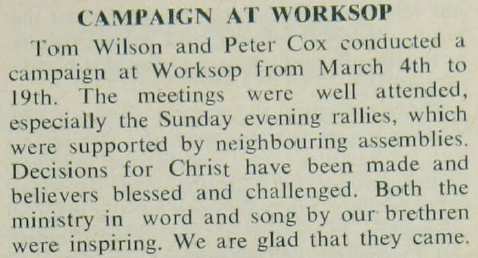 CAMPAIGN AT WORKSOP
Tom Wilson and Peter Cox conducted a
campaign at Worksop from March 4th to
19th. The meetings were well attended,
especially the Sunday evening rallies, which
were supported by neighbouring assemblies.
Decisions for Christ have been made and
believers blessed and challenged. Both the
ministry in word and song by our brethren
were inspiring. We are glad that they came.